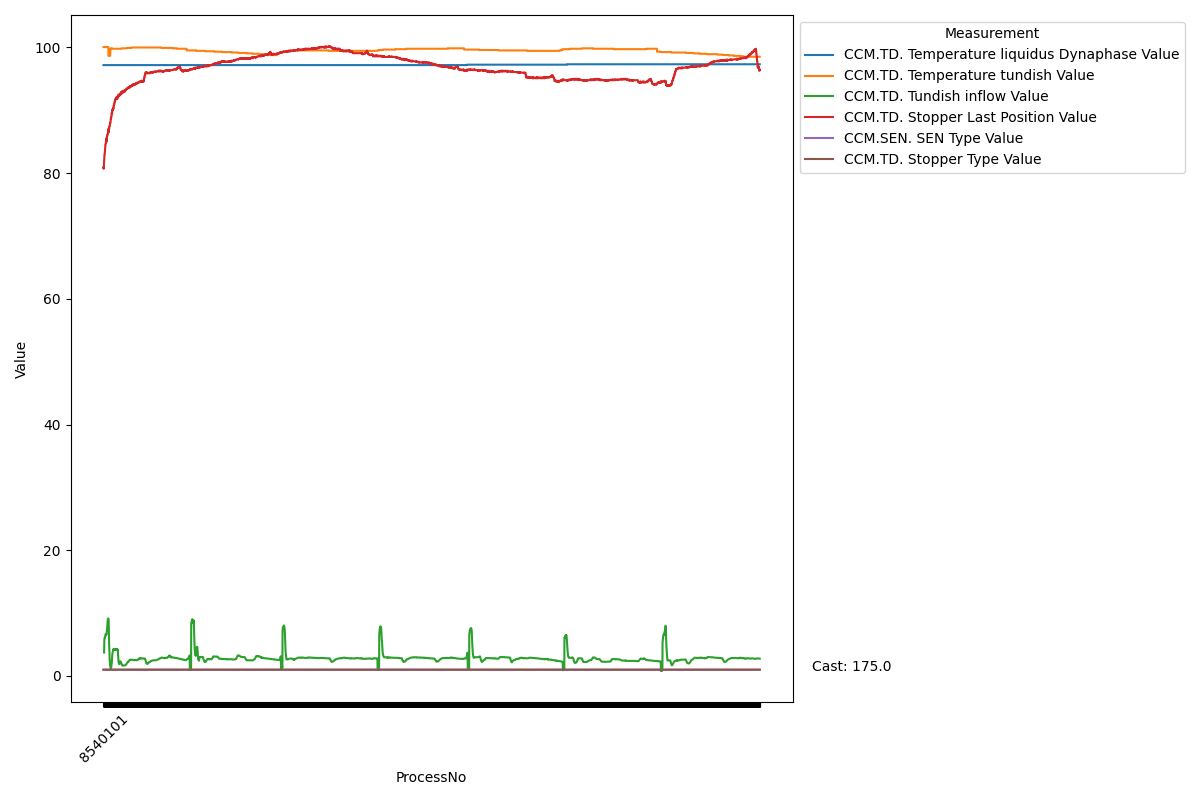 Measurement
CCM.TD. Temperature liquidus Dynaphase Value
CCM.TD. Temperature tundish Value
CCM.TD. Tundish inflow Value
CCM.TD. Stopper Last Position Value
CCM.SEN. SEN Type Value
CCM.TD. Stopper Type Value
100
80
60
40
20
0
Value
Cast: 175.0
8540101
ProcessNo